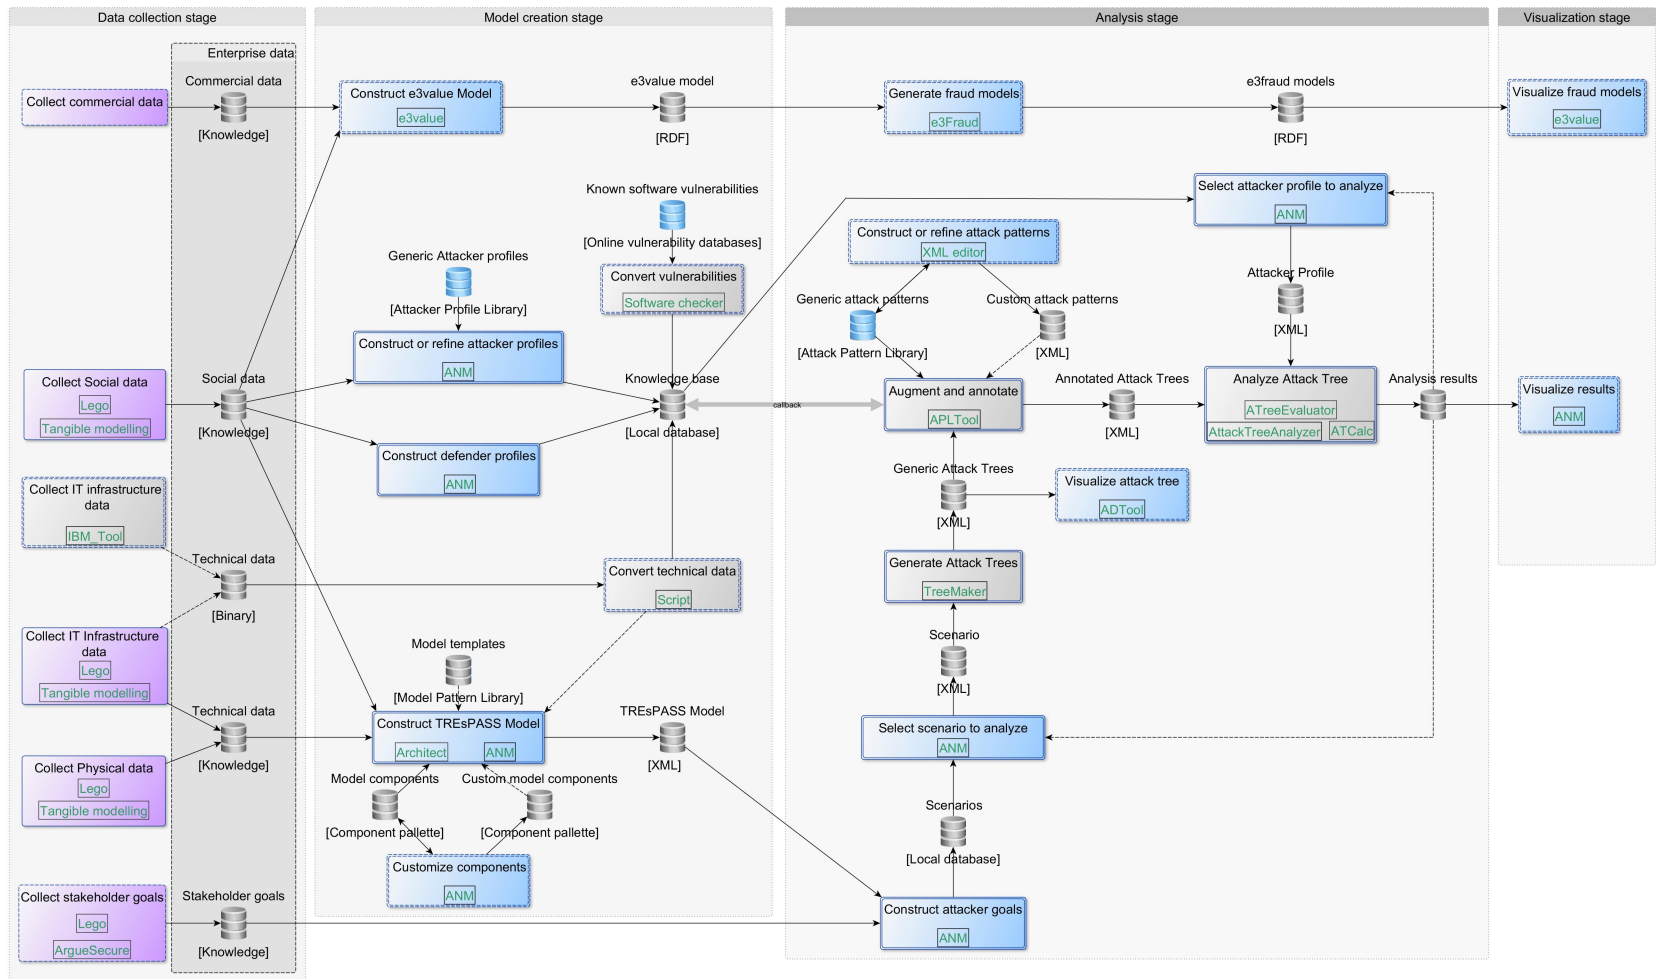 Data collection stage
Model creation stage
Analysis stage
Visualization stage
Enterprise data
Collect commercial data
Commercial data
[Knowledge]
Construct e3value Model
e3value
e3value model
[RDF]
Generate fraud models
e3Fraud
e3fraud models
[RDF]
Visualize fraud models
e3value
Known software vulnerabilities
[Online vulnerability databases]
Convert vulnerabilities
Software checker
Generic Attacker profiles
[Attacker Profile Library]
Construct or refine attacker profiles
ANM
Select attacker profile to analyze
ANM
Construct or refine attack patterns
XML editor
Generic attack patterns
[Attack Pattern Library]
Custom attack patterns
[XML]
Attacker Profile
[XML]
Collect Social data
Lego
Tangible modelling
Social data
[Knowledge]
Knowledge base
[Local database]
callback
Augment and annotate
APLTool
Annotated Attack Trees
[XML]
Analyze Attack Tree
ATreeEvaluator
AttackTreeAnalyzer
ATCalc
Analysis results
Visualize results
ANM
Construct defender profiles
ANM
Generic Attack Trees
[XML]
Visualize attack tree
ADTool
Collect IT infrastructure
data
IBM_Tool
Technical data
[Binary]
Convert technical data
Script
Generate Attack Trees
TreeMaker
Collect IT Infrastructure
data
Lego
Tangible modelling
Model templates
[Model Pattern Library]
Scenario
[XML]
Technical data
[Knowledge]
Construct TREsPASS Model
Architect
ANM
TREsPASS Model
[XML]
Select scenario to analyze
ANM
Collect Physical data
Lego
Tangible modelling
Model components
[Component pallette]
Custom model components
[Component pallette]
Customize components
ANM
Scenarios
[Local database]
Collect stakeholder goals
Lego
ArgueSecure
Stakeholder goals
[Knowledge]
Construct attacker goals
ANM